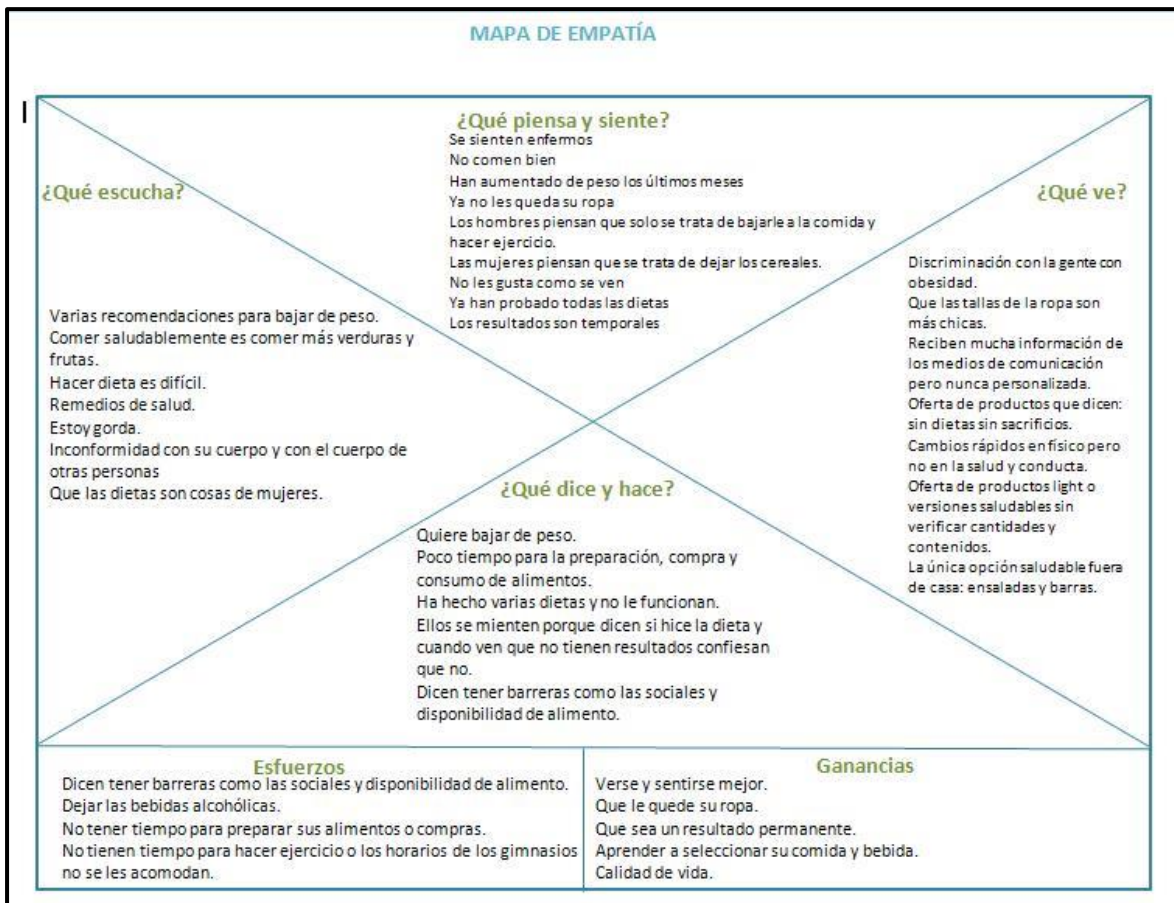 MAPA DE EMPATÍA
¿Qué piensa y siente?
Se sienten enfermos
No comen bien
Han aumentado de peso los últimos meses
Ya no les queda su ropa
Los hombres piensan que solo se trata de bajarle a la comida y
hacer ejercicio.
Las mujeres piensan que se trata de dejar los cereales.
No les gusta como se ven
Ya han probado todas las dietas
Los resultados son temporales
¿Qué escucha?
Varias recomendaciones para bajar de peso.
Comer saludablemente es comer más verduras y
frutas.
Hacer dieta es difícil.
Remedios de salud.
Estoy gorda.
Inconformidad con su cuerpo y con el cuerpo de
otras personas
Que las dietas son cosas de mujeres.
¿Qué ve?
Discriminación con la gente con
obesidad.
Que las tallas de la ropa son
más chicas.
Reciben mucha información de
los medios de comunicación
pero nunca personalizada.
Oferta de productos que dicen:
sin dietas sin sacrificios.
Cambios rápidos en físico pero
no en la salud y conducta.
Oferta de productos light o
versiones saludables sin
verificar cantidades y
contenidos.
La única opción saludable fuera
de casa: ensaladas y barras.
¿Qué dice y hace?
Quiere bajar de peso.
Poco tiempo para la preparación, compra y
consumo de alimentos.
Ha hecho varias dietas y no le funcionan.
Ellos se mienten porque dicen si hice la dieta y
cuando ven que no tienen resultados confiesan
que no.
Dicen tener barreras como las sociales y
disponibilidad de alimento.
Esfuerzos
Dicen tener barreras como las sociales y disponibilidad de alimento.
Dejar las bebidas alcohólicas.
No tener tiempo para preparar sus alimentos o compras.
No tienen tiempo para hacer ejercicio o los horarios de los gimnasios
no se les acomodan.
Ganancias
Verse y sentirse mejor.
Que le quede su ropa.
Que sea un resultado permanente.
Aprender a seleccionar su comida y bebida.
Calidad de vida.